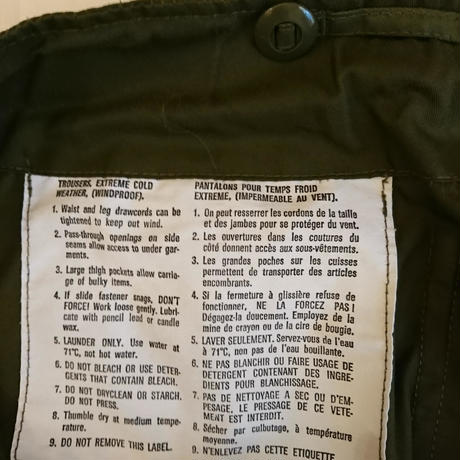 TROUSERS, EXTREME COLD
WEATHER, (WINDPROOF).
1. Waist and leg drawcords can be
tightened to keep out wind.
2. Pass-through openings on side
seams allow access to under gar-
ments.
3. Large thigh pockets allow carria-
ge of bulky items.
4. If slide fastener snags, DON'T
FORCE! Work loose gently. Lubri-
cate with pencil lead or candle
wax.
5. LAUNDER ONLY. Use water at
71°C, not hot water.
6. DO NOT BLEACH OR USE DETER-
GENTS THAT CONTAIN BLEACH.
7. DO NOT DRYCLEAN OR STARCH.
DO NOT PRESS.
8. Thumble dry at medium tempe-
rature.
9. DO NOT REMOVE THIS LABEL.
PANTALONS POUR TEMPS FROID
EXTREME, (IMPERMEABLE AU VENT).
1. On peut resserrer les cordons de la taille
et des jambes pour se protéger du vent.
2. Les ouvertures dans les coutures du
côté donnent accès aux sous-vêtements.
3. Les grandes poches sur les cuisses
permettent de transporter des articles
encombrants.
4. Si la fermeture à glissière refuse de
fonctionner, NE LA FORCEZ PAS!
Dégagez-la doucement. Employez de la
mine de crayon ou de la cire de bougie.
5. LAVER SEULEMENT. Servez-vous de l'eau
à 71°C, non pas de l'eau bouillante.
6. NE PAS BLANCHIR OU FAIRE USAGE DE
DETERGENT CONTENANT DES INGRE-
DIENTS POUR BLANCHISSAGE.
7. PAS DE NETTOYAGE A SEC OU D'EM-
PESAGE, LE PRESSAGE DE CE VETE-
MENT EST INTERDIT.
8. Sécher par culbutage, à température
moyenne.
9. N'ENLEVEZ PAS CETTE ETIQUETTE